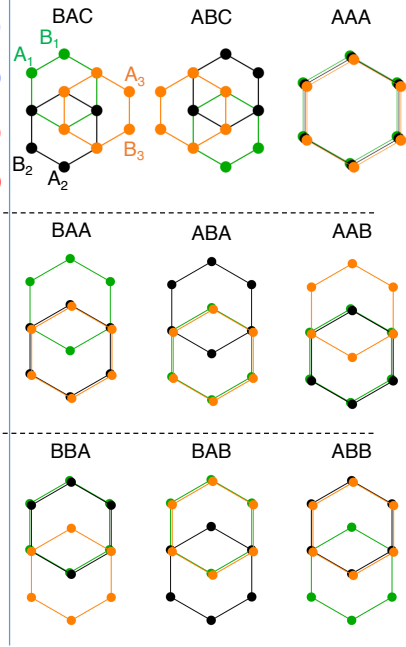 BAC ABC AAA
B₁
A₁
A₃
B₃
B₂
A₂
BAA ABA AAB
BBA BAB ABB